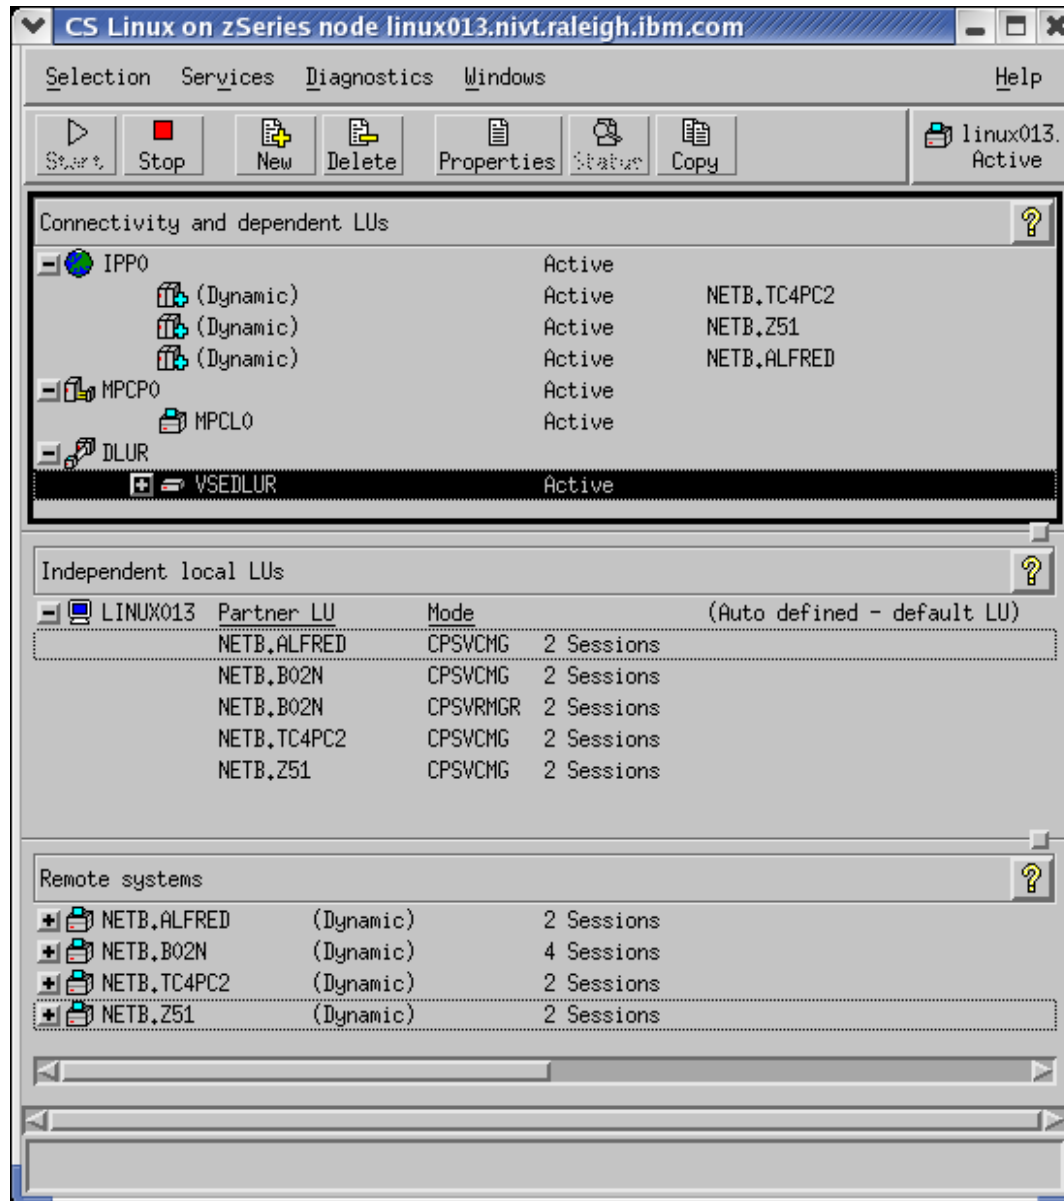 CS Linux on zSeries node linux013.nivt.raleigh.ibm.com
Selection Services Diagnostics Windows Help
Start Stop New Delete Properties Status Copy linux013.
Active
Connectivity and dependent LUs
IPP0 Active
(Dynamic) Active NETB.TC4PC2
(Dynamic) Active NETB.Z51
(Dynamic) Active NETB.ALFRED
MPCP0 Active
MPCL0 Active
DLUR
VSEDLUR Active
Independent local LUs
LINUX013 Partner LU Mode (Auto defined - default LU)
NETB.ALFRED CPSVCMG 2 Sessions
NETB.B02N CPSVCMG 2 Sessions
NETB.B02N CPSVRMGR 2 Sessions
NETB.TC4PC2 CPSVCMG 2 Sessions
NETB.Z51 CPSVCMG 2 Sessions
Remote systems
NETB.ALFRED (Dynamic) 2 Sessions
NETB.B02N (Dynamic) 4 Sessions
NETB.TC4PC2 (Dynamic) 2 Sessions
NETB.Z51 (Dynamic) 2 Sessions